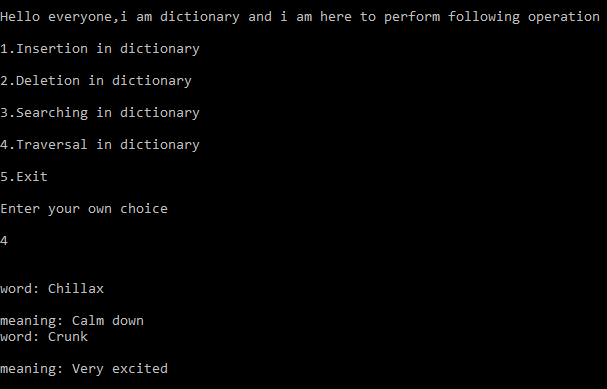 Hello everyone,i am dictionary and i am here to perform following operation
1.Insertion in dictionary
2.Deletion in dictionary
3.Searching in dictionary
4.Traversal in dictionary
5.Exit
Enter your own choice
4
word: Chillax
meaning: Calm down
word: Crunk
meaning: Very excited